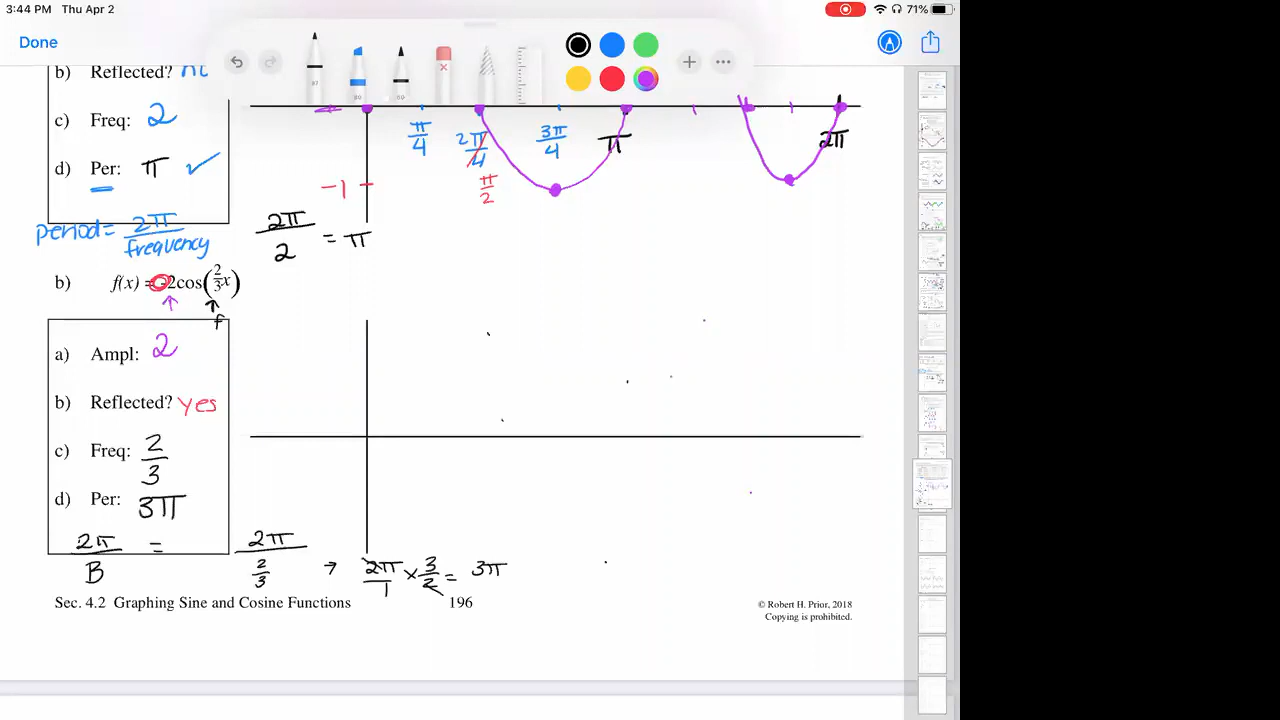 3:44 PM Thu Apr 2
71%
Done
97
80
50
b) Reflected?
c) Freq: 2
d) Per: π ✓
π/4 2π/4 3π/4 π 2π
π/2
-1
period = 2π/frequency
2π/2 = π
b) f(x) = -2cos(2/3x)
f
a) Ampl: 2
b) Reflected? yes
c) Freq: 2/3
d) Per: 3π
2π/B = 2π/(2/3) → 2π/1 × 3/2 = 3π
Sec. 4.2 Graphing Sine and Cosine Functions 196
© Robert H. Prior, 2018
Copying is prohibited.